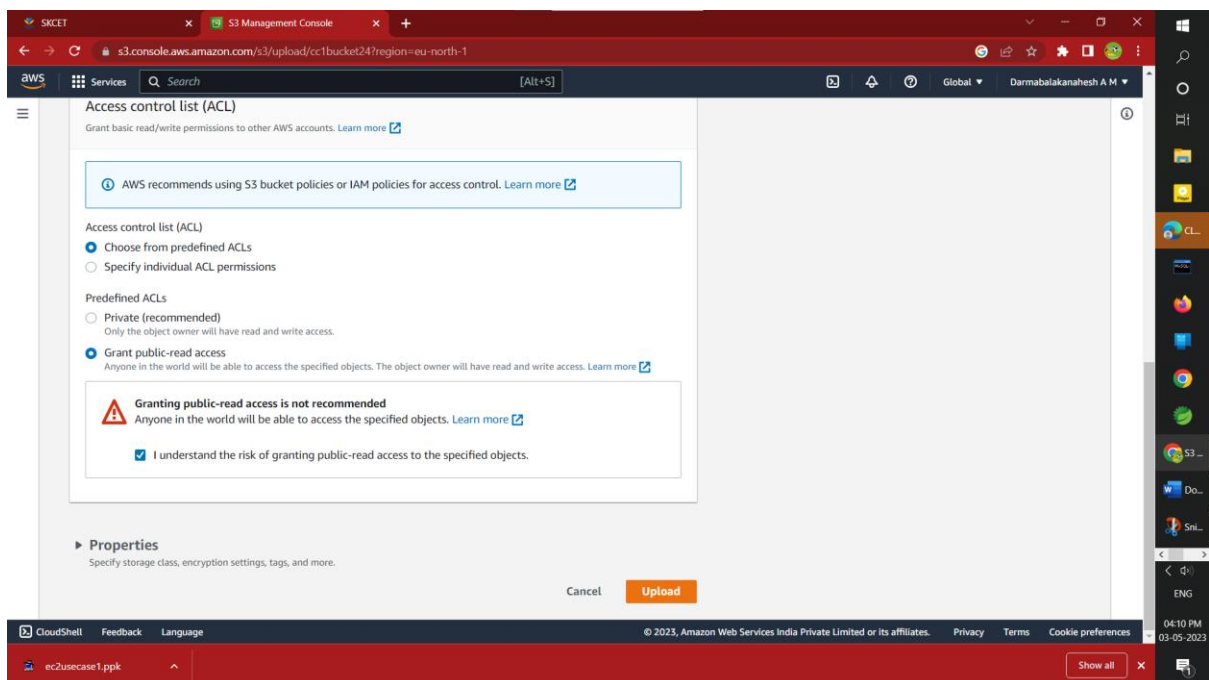 SKCET
S3 Management Console
s3.console.aws.amazon.com/s3/upload/cc1bucket24?region=eu-north-1
aws
Services
Search
[Alt+S]
Global
Darmabalakanahesh A M
Access control list (ACL)
Grant basic read/write permissions to other AWS accounts. Learn more
AWS recommends using S3 bucket policies or IAM policies for access control. Learn more
Access control list (ACL)
Choose from predefined ACLs
Specify individual ACL permissions
Predefined ACLs
Private (recommended)
Only the object owner will have read and write access.
Grant public-read access
Anyone in the world will be able to access the specified objects. The object owner will have read and write access. Learn more
Granting public-read access is not recommended
Anyone in the world will be able to access the specified objects. Learn more
I understand the risk of granting public-read access to the specified objects.
Properties
Specify storage class, encryption settings, tags, and more.
Cancel
Upload
CloudShell
Feedback
Language
© 2023, Amazon Web Services India Private Limited or its affiliates.
Privacy
Terms
Cookie preferences
ec2usecase1.ppk
Show all
CL...
S3 ...
Do...
Sni...
ENG
04:10 PM
03-05-2023
1